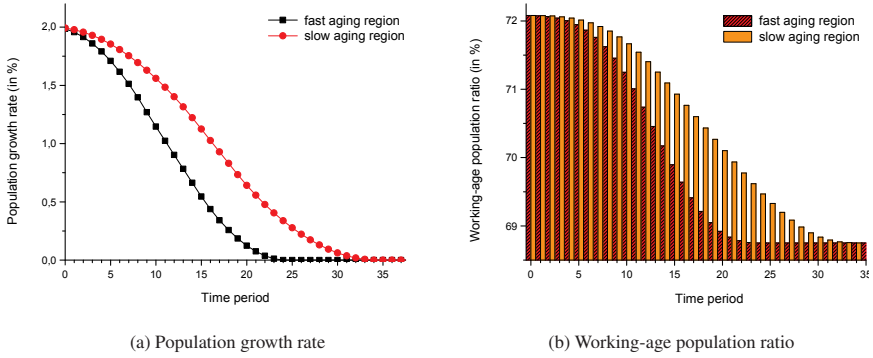 fast aging region
slow aging region
2,0
1,5
1,0
0,5
0,0
Population growth rate (in %)
0 5 10 15 20 25 30 35
Time period
(a) Population growth rate
fast aging region
slow aging region
72
71
70
69
Working-age population ratio (in %)
0 5 10 15 20 25 30 35
Time period
(b) Working-age population ratio